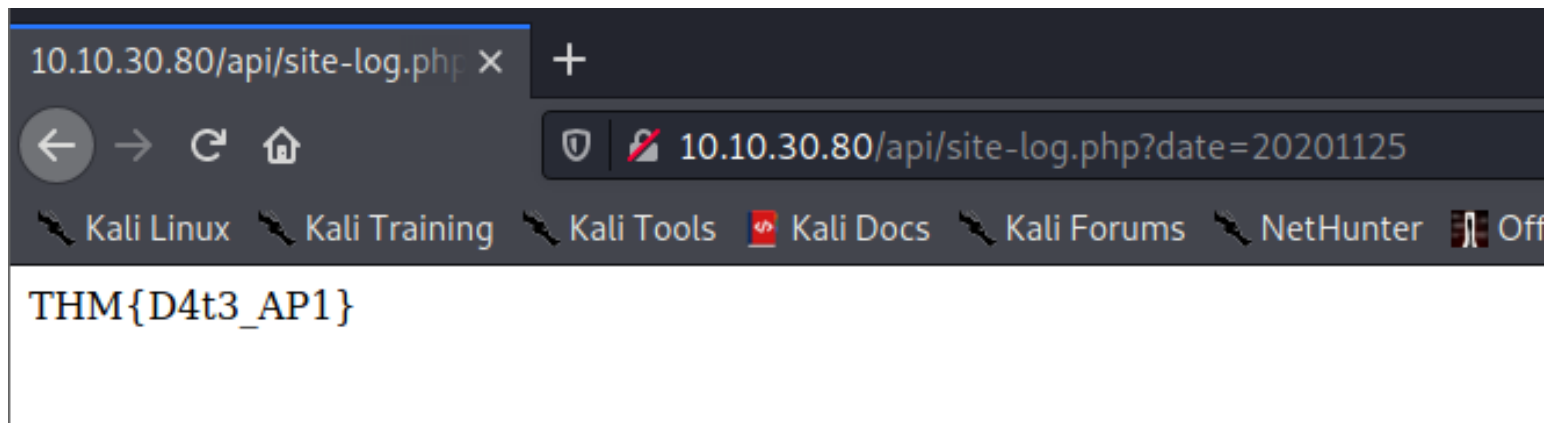 10.10.30.80/api/site-log.php
10.10.30.80/api/site-log.php?date=20201125
Kali Linux Kali Training Kali Tools Kali Docs Kali Forums NetHunter Off
THM{D4t3_AP1}